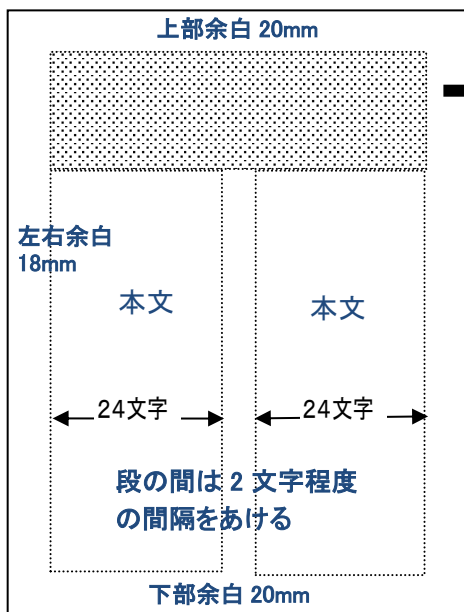 上部余白 20mm
左右余白
18mm
本文
本文
24文字
24文字
段の間は 2 文字程度
の間隔をあける
下部余白 20mm